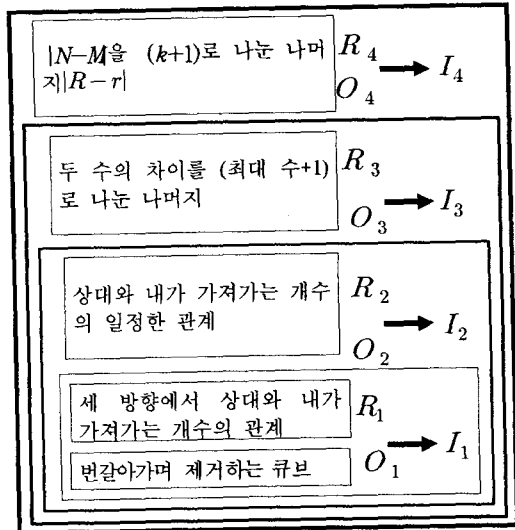 |N−M|을 (k+1)로 나눈 나머
지|R−r|
R4
O4 → I4
두 수의 차이를 (최대 수+1)
로 나눈 나머지
R3
O3 → I3
상대와 내가 가져가는 개수
의 일정한 관계
R2
O2 → I2
세 방향에서 상대와 내가
가져가는 개수의 관계
번갈아가며 제거하는 큐브
R1
O1 → I1